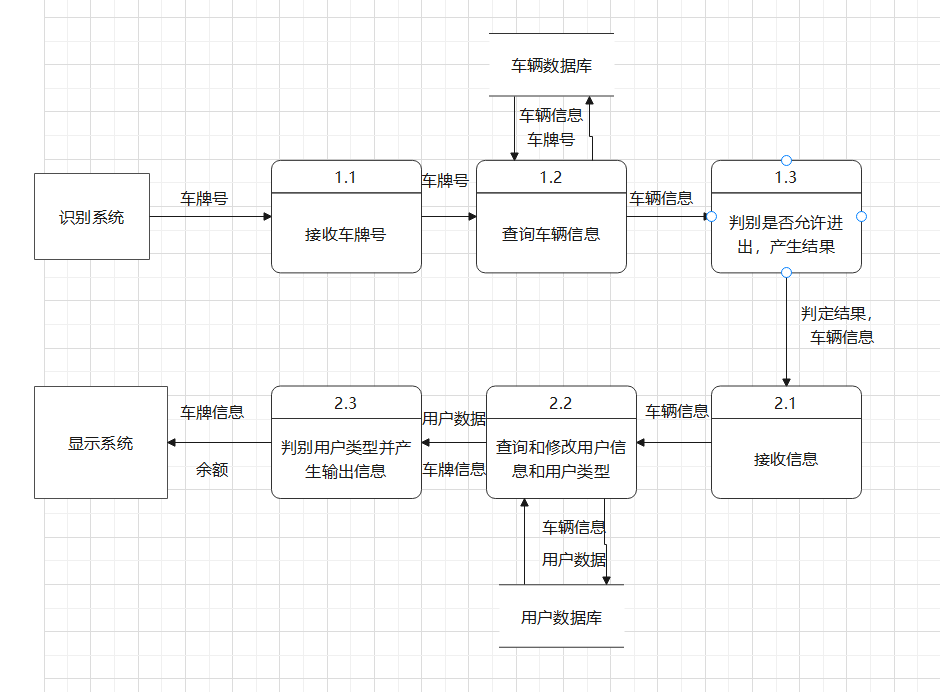 车辆数据库
车辆信息
车牌号
1.1
1.2
1.3
识别系统
车牌号
接收车牌号
车牌号
查询车辆信息
车辆信息
判别是否允许进
出，产生结果
判定结果，
车辆信息
2.3
2.2
2.1
显示系统
车牌信息
余额
判别用户类型并产
生输出信息
用户数据
车牌信息
查询和修改用户信
息和用户类型
车辆信息
接收信息
车辆信息
用户数据
用户数据库